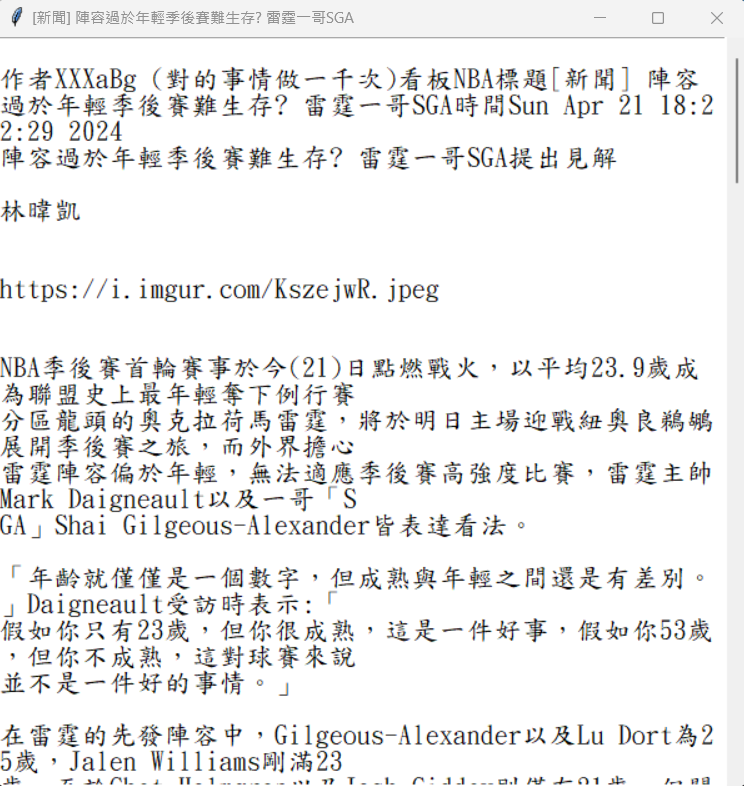 [新聞] 陣容過於年輕季後賽難生存? 雷霆一哥SGA
作者XXXaBg (對的事情做一千次)看板NBA標題[新聞] 陣容
過於年輕季後賽難生存? 雷霆一哥SGA時間Sun Apr 21 18:2
2:29 2024
陣容過於年輕季後賽難生存? 雷霆一哥SGA提出見解
林暐凱
https://i.imgur.com/KszejwR.jpeg
NBA季後賽首輪賽事於今(21)日點燃戰火，以平均23.9歲成
為聯盟史上最年輕奪下例行賽
分區龍頭的奧克拉荷馬雷霆，將於明日主場迎戰紐奧良鵜鶘
展開季後賽之旅，而外界擔心
雷霆陣容偏於年輕，無法適應季後賽高強度比賽，雷霆主帥
Mark Daigneault以及一哥「S
GA」Shai Gilgeous-Alexander皆表達看法。
「年齡就僅僅是一個數字，但成熟與年輕之間還是有差別。
」Daigneault受訪時表示:「
假如你只有23歲，但你很成熟，這是一件好事，假如你53歲
，但你不成熟，這對球賽來說
並不是一件好的事情。」
在雷霆的先發陣容中，Gilgeous-Alexander以及Lu Dort為2
5歲，Jalen Williams剛滿23